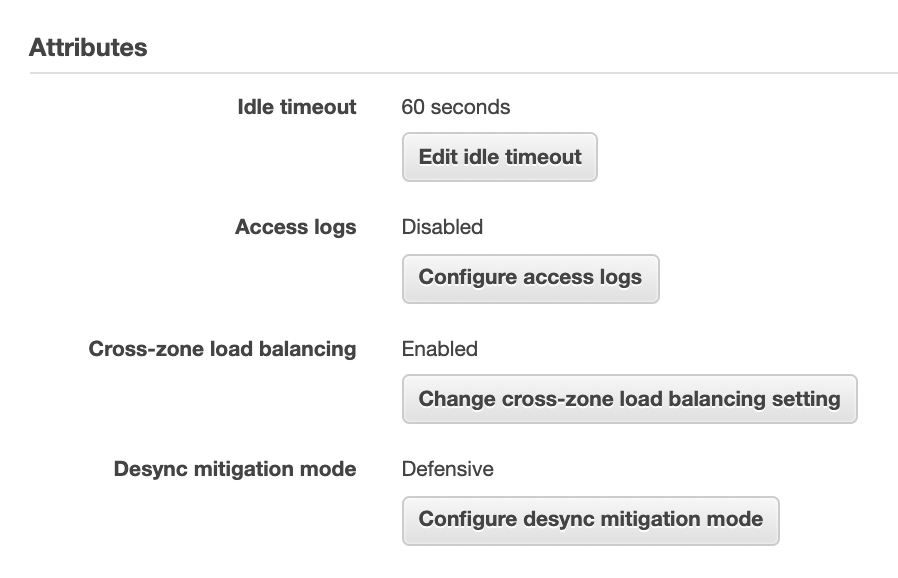 Attributes
Idle timeout 60 seconds
Edit idle timeout
Access logs Disabled
Configure access logs
Cross-zone load balancing Enabled
Change cross-zone load balancing setting
Desync mitigation mode Defensive
Configure desync mitigation mode